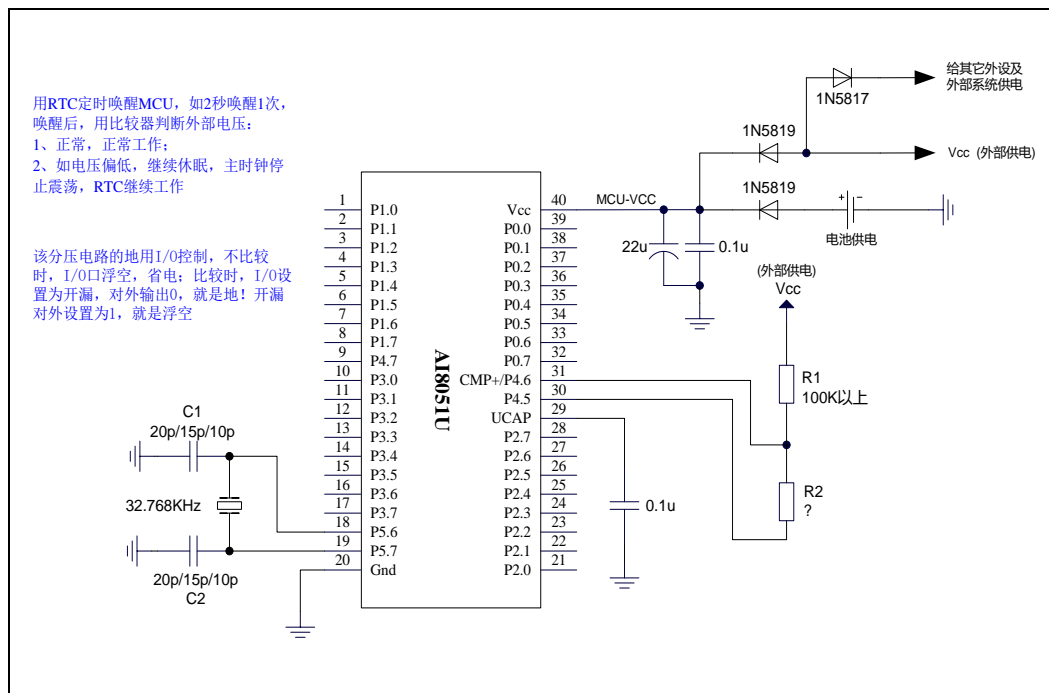 用RTC定时唤醒MCU，如2秒唤醒1次，
唤醒后，用比较器判断外部电压：
1、正常，正常工作；
2、如电压偏低，继续休眠，主时钟停
止震荡，RTC继续工作
该分压电路的地用I/O控制，不比较
时，I/O口浮空，省电；比较时，I/O设
置为开漏，对外输出0，就是地！开漏
对外设置为1，就是浮空
1N5817
给其它外设及
外部系统供电
1N5819
Vcc (外部供电)
1N5819
MCU-VCC
电池供电
22u
0.1u
(外部供电)
Vcc
R1
100K以上
R2
?
0.1u
AI8051U
1 P1.0
2 P1.1
3 P1.2
4 P1.3
5 P1.4
6 P1.5
7 P1.6
8 P1.7
9 P4.7
10 P3.0
11 P3.1
12 P3.2
13 P3.3
14 P3.4
15 P3.5
16 P3.6
17 P3.7
18 P5.6
19 P5.7
20 Gnd
Vcc 40
P0.0 39
P0.1 38
P0.2 37
P0.3 36
P0.4 35
P0.5 34
P0.6 33
P0.7 32
CMP+/P4.6 31
P4.5 30
UCAP 29
P2.7 28
P2.6 27
P2.5 26
P2.4 25
P2.3 24
P2.2 23
P2.1 22
P2.0 21
C1
20p/15p/10p
32.768KHz
20p/15p/10p
C2